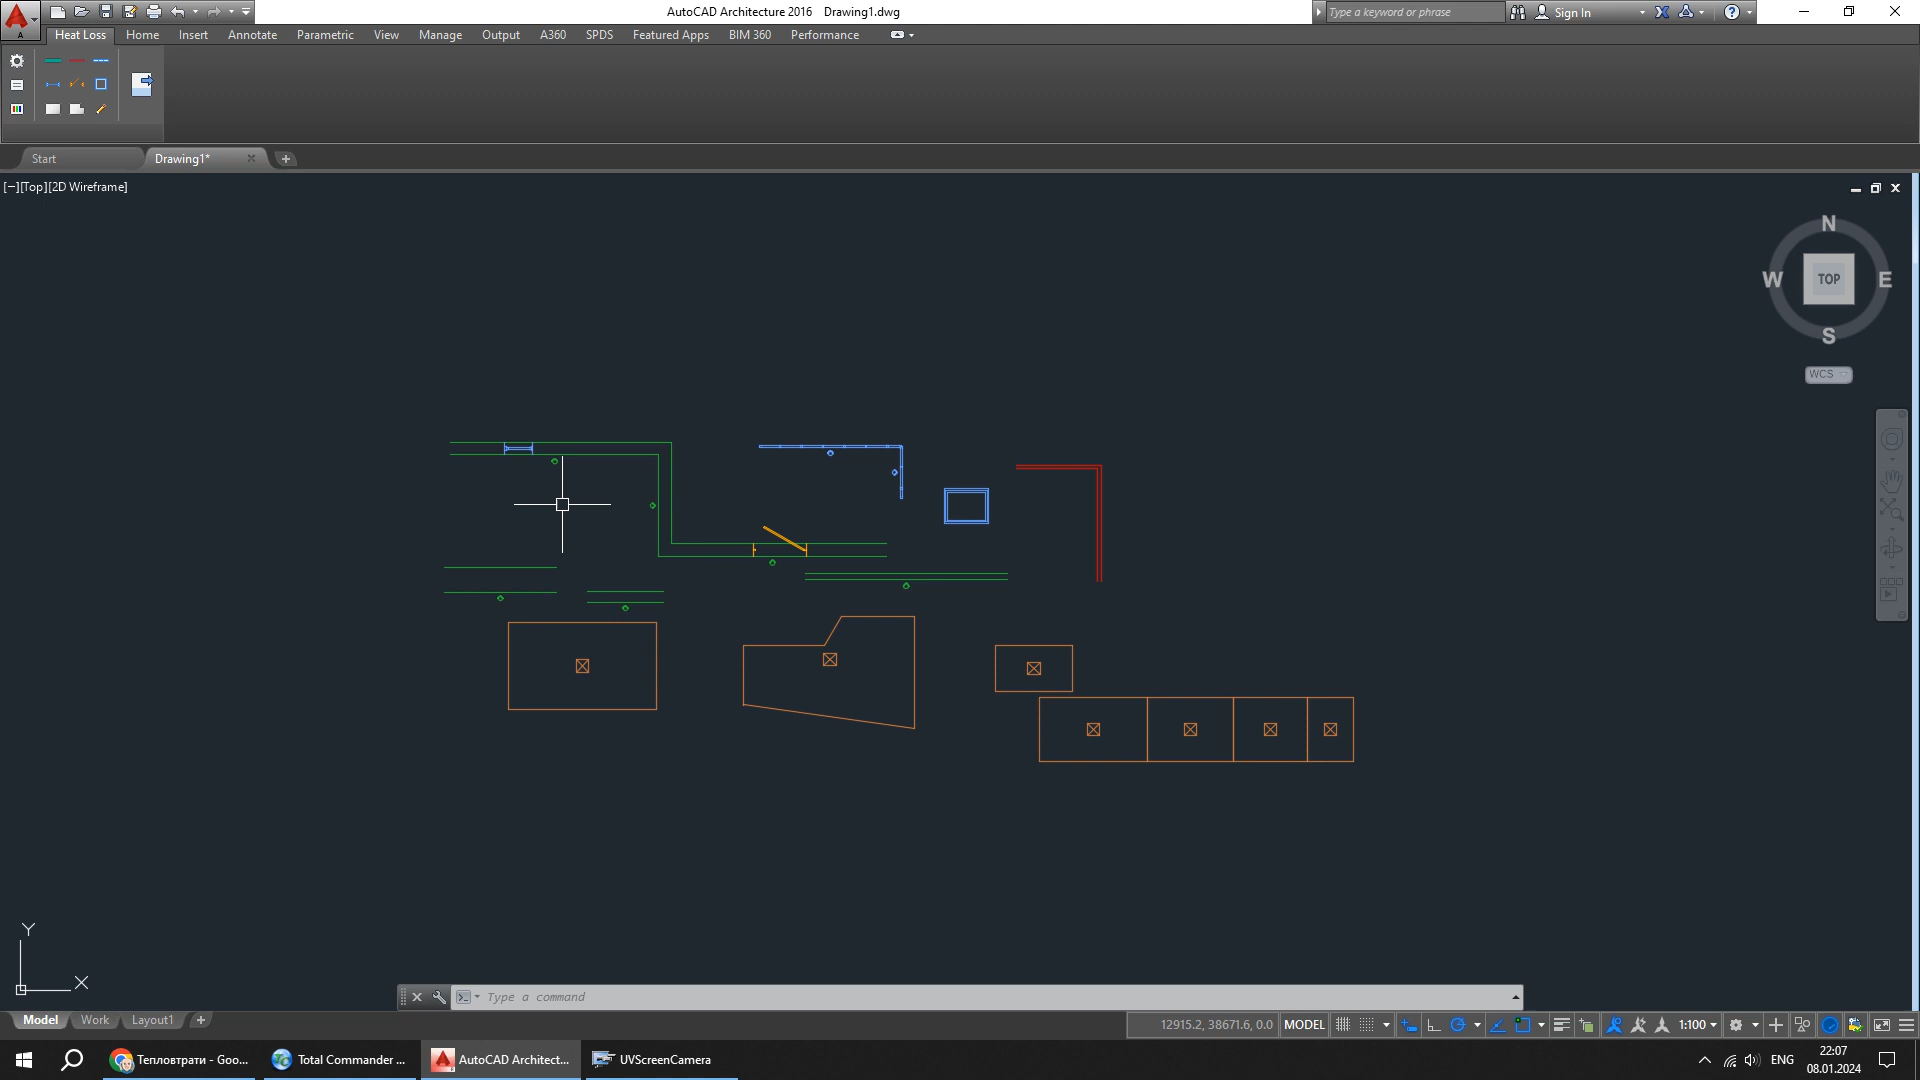 AutoCAD Architecture 2016 Drawing1.dwg
Type a keyword or phrase
Sign In
A
Heat Loss Home Insert Annotate Parametric View Manage Output A360 SPDS Featured Apps BIM 360 Performance
Start Drawing1*
[−][Top][2D Wireframe]
N
W TOP E
S
WCS
Y
X
Type a command
Model Work Layout1
12915.2, 38671.6, 0.0 MODEL 1:100
Тепловтрати - Goo... Total Commander ... AutoCAD Architect... UVScreenCamera
ENG
22:07
08.01.2024